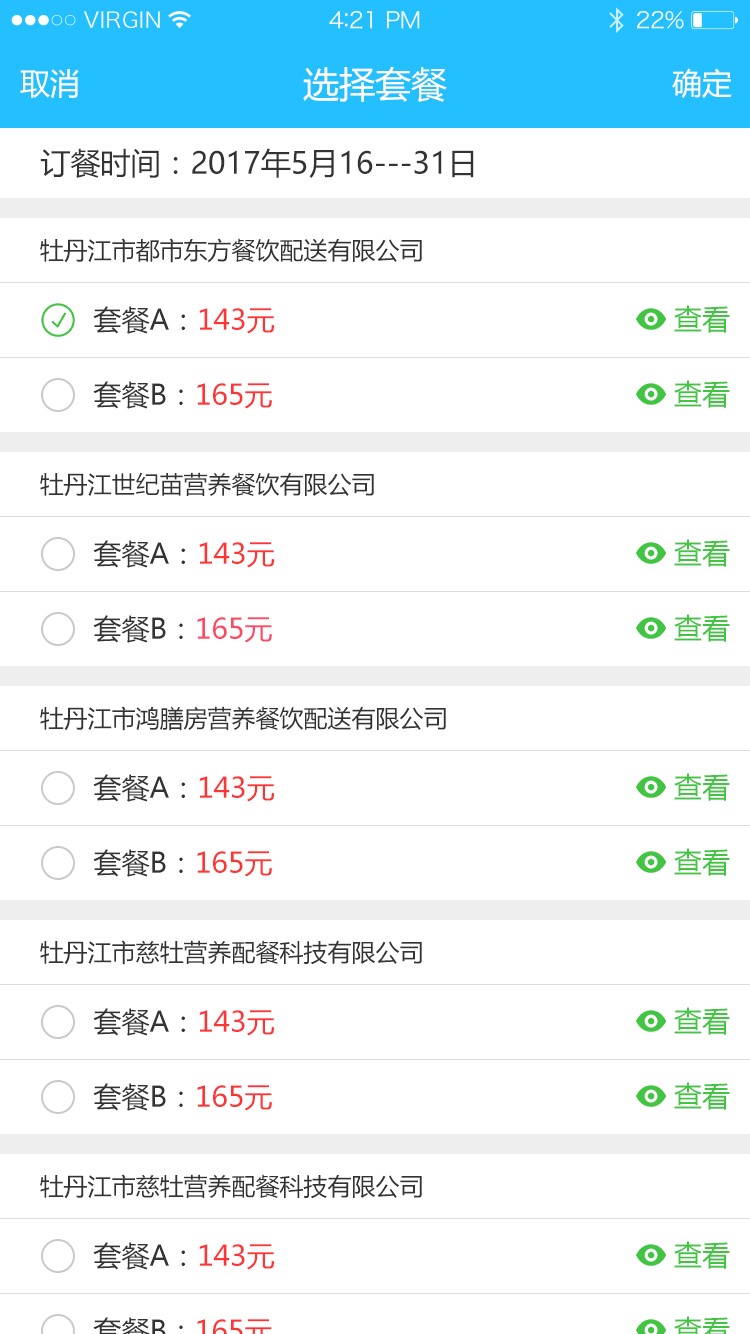 VIRGIN 4:21 PM 22%
取消 选择套餐 确定
订餐时间：2017年5月16---31日
牡丹江市都市东方餐饮配送有限公司
套餐A：143元 查看
套餐B：165元 查看
牡丹江世纪苗营养餐饮有限公司
套餐A：143元 查看
套餐B：165元 查看
牡丹江市鸿膳房营养餐饮配送有限公司
套餐A：143元 查看
套餐B：165元 查看
牡丹江市慈牡营养配餐科技有限公司
套餐A：143元 查看
套餐B：165元 查看
牡丹江市慈牡营养配餐科技有限公司
套餐A：143元 查看
套餐B：165元 查看